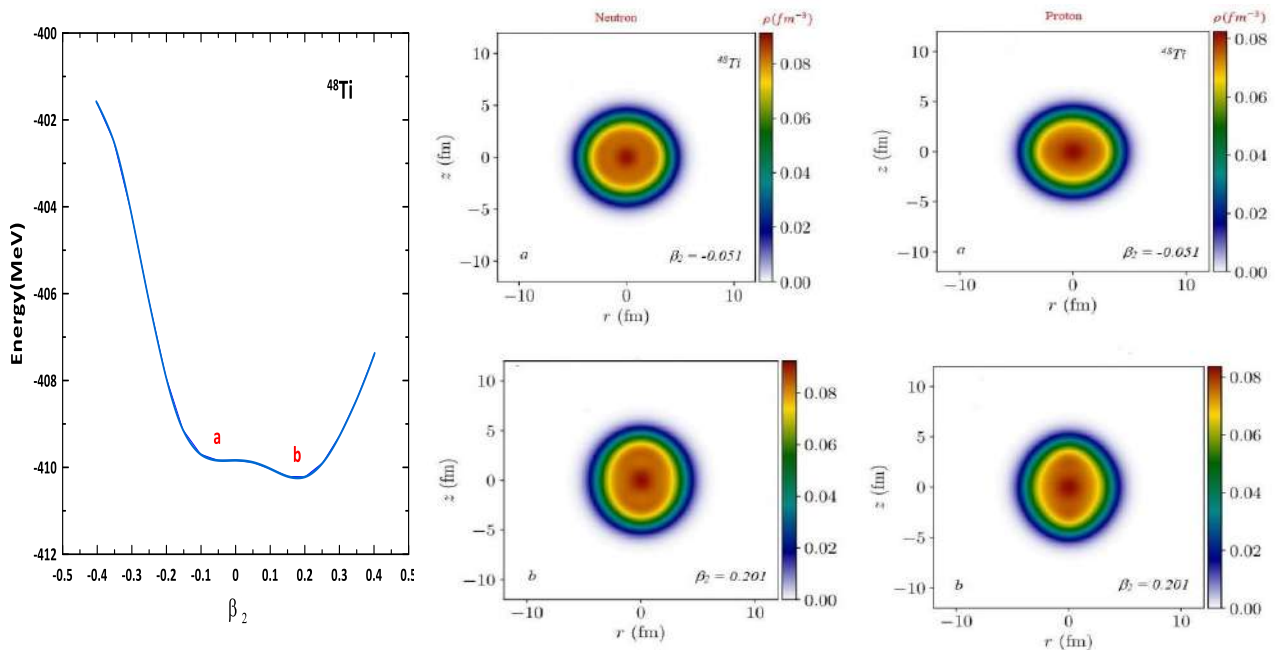 -400
-402
-404
-406
-408
-410
-412
Energy(MeV)
⁴⁸Ti
a
b
-0.5 -0.4 -0.3 -0.2 -0.1 0 0.1 0.2 0.3 0.4 0.5
β₂
Neutron
ρ(fm⁻³)
⁴⁸Ti
10
5
0
−5
−10
z (fm)
a
β₂ = -0.051
−10 0 10
r (fm)
0.08
0.06
0.04
0.02
0.00
Proton
ρ(fm⁻³)
⁴⁸Ti
10
5
0
−5
−10
z (fm)
a
β₂ = -0.051
−10 0 10
r (fm)
0.08
0.06
0.04
0.02
0.00
10
5
0
−5
−10
z (fm)
b
β₂ = 0.201
−10 0 10
r (fm)
0.08
0.06
0.04
0.02
0.00
10
5
0
−5
−10
z (fm)
b
β₂ = 0.201
−10 0 10
r (fm)
0.08
0.06
0.04
0.02
0.00